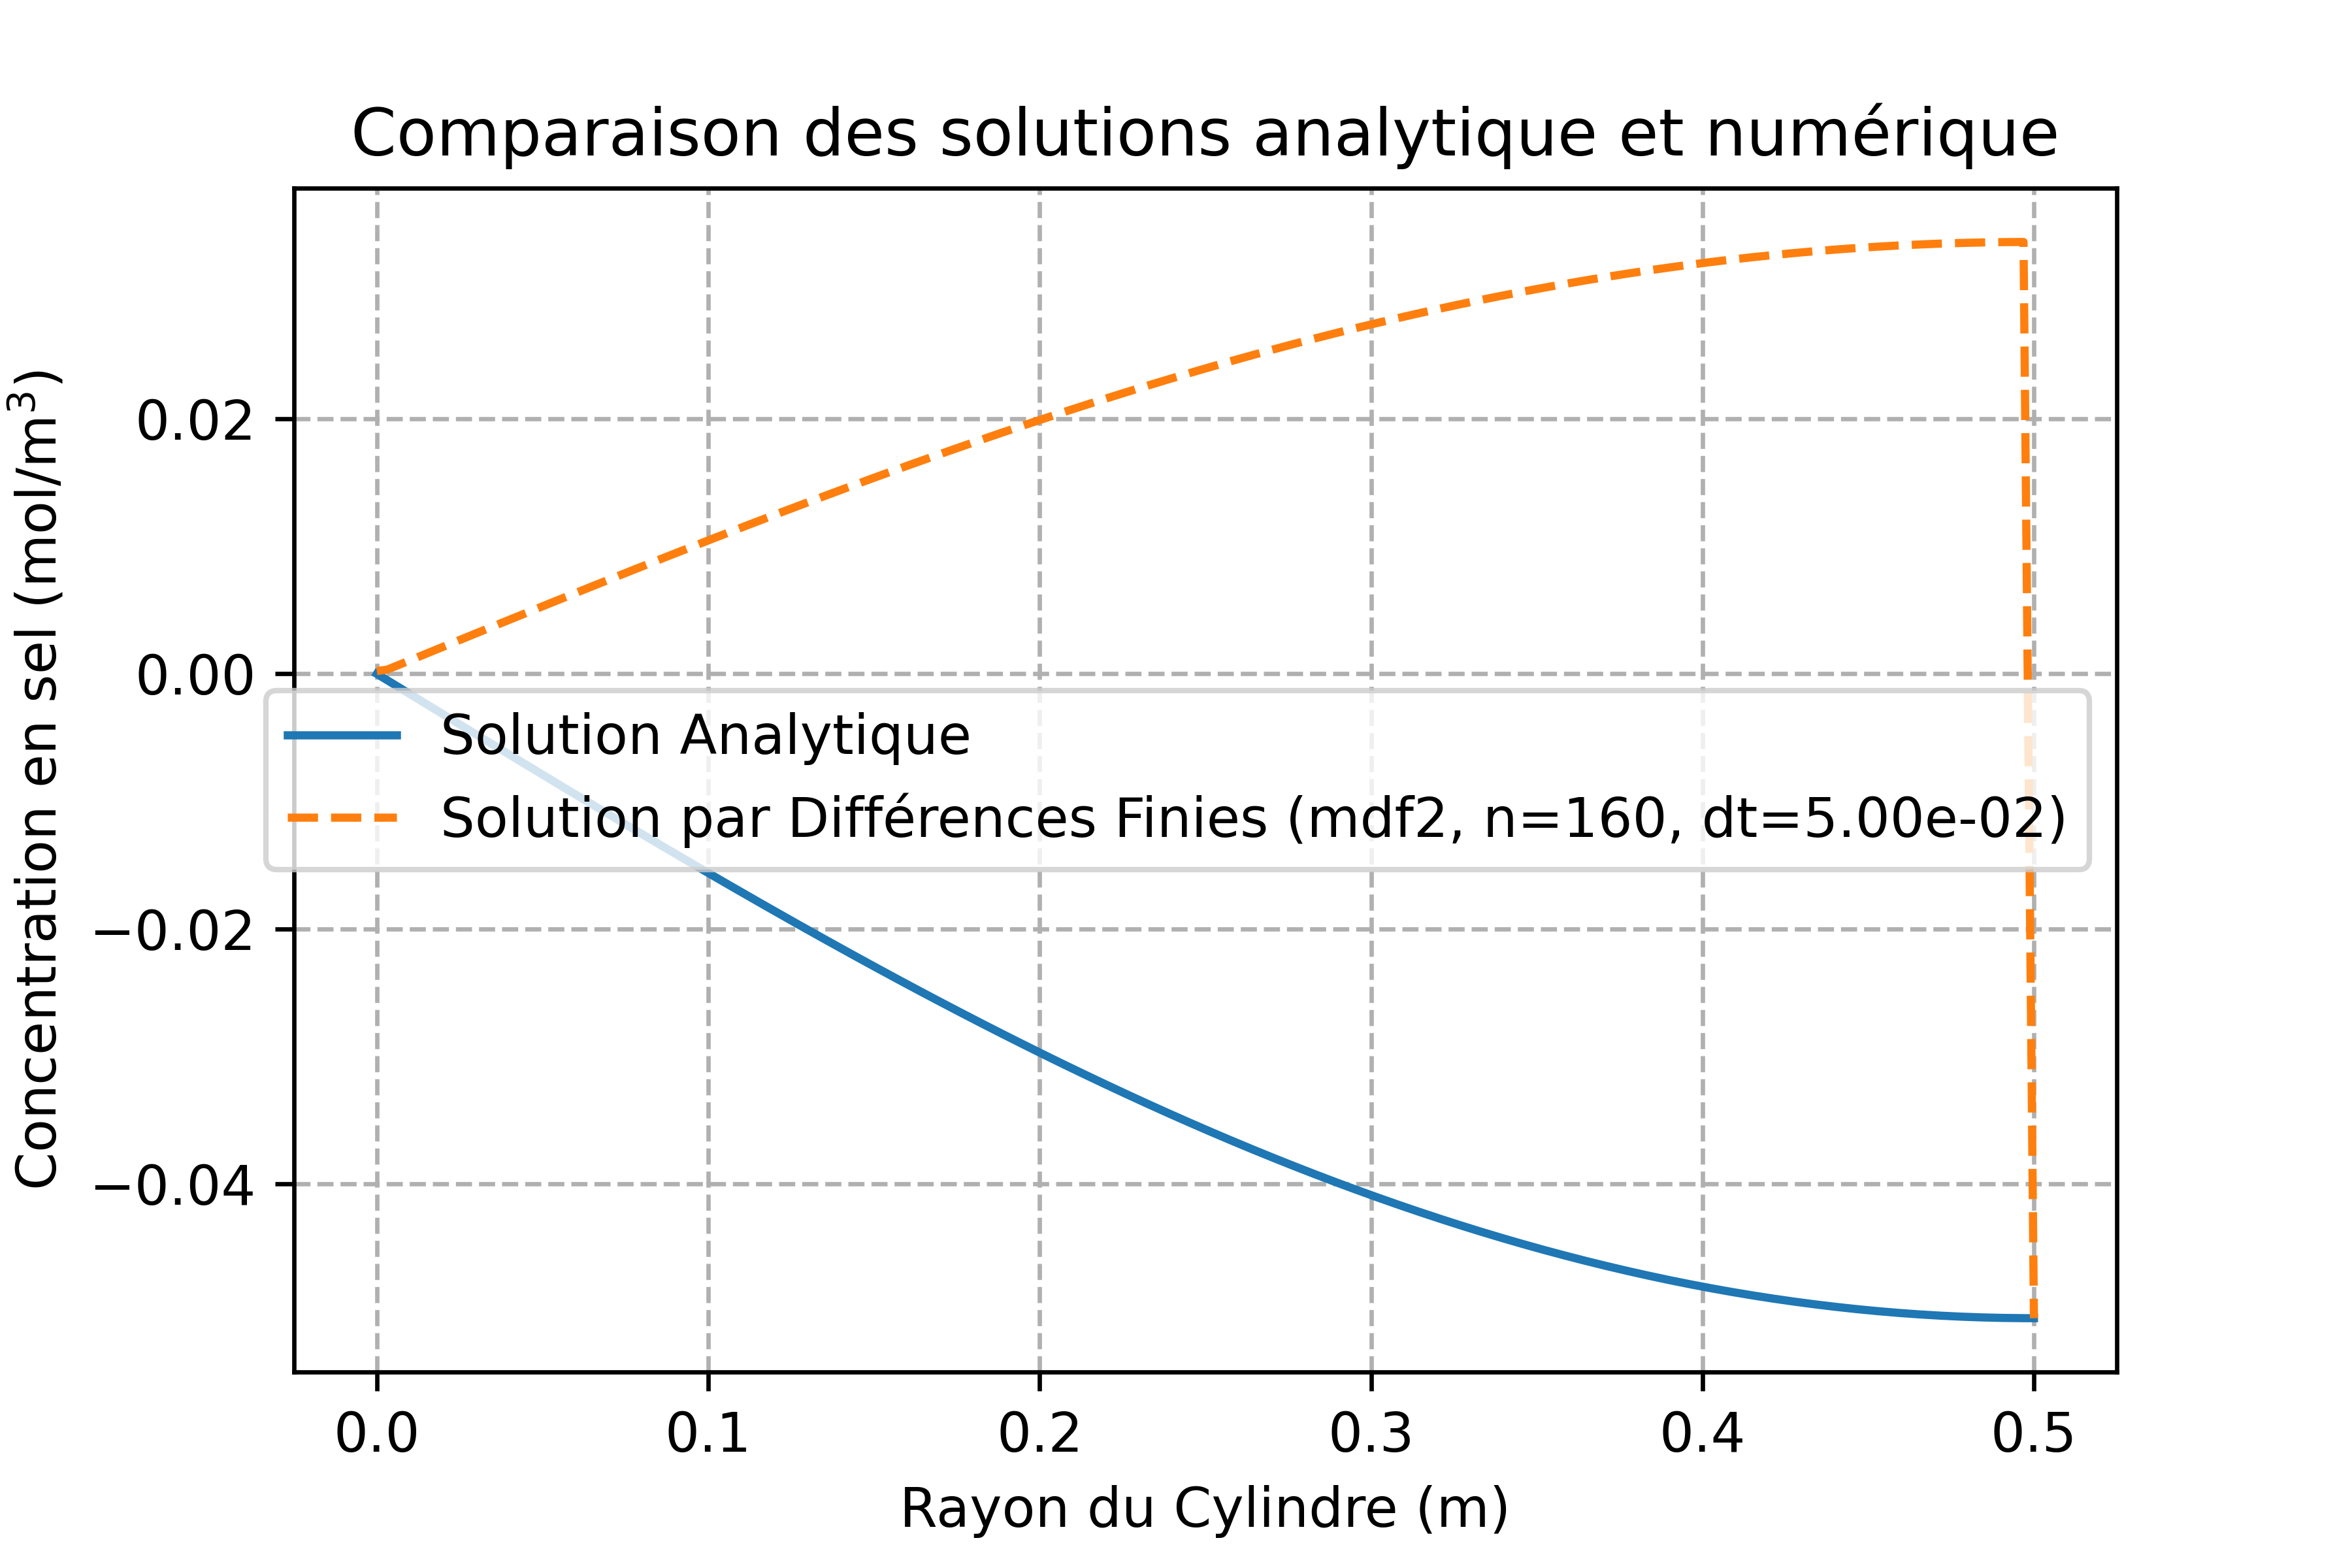 Comparaison des solutions analytique et numérique
Concentration en sel (mol/m³)
0.02
0.00
−0.02
−0.04
Solution Analytique
Solution par Différences Finies (mdf2, n=160, dt=5.00e-02)
0.0 0.1 0.2 0.3 0.4 0.5
Rayon du Cylindre (m)